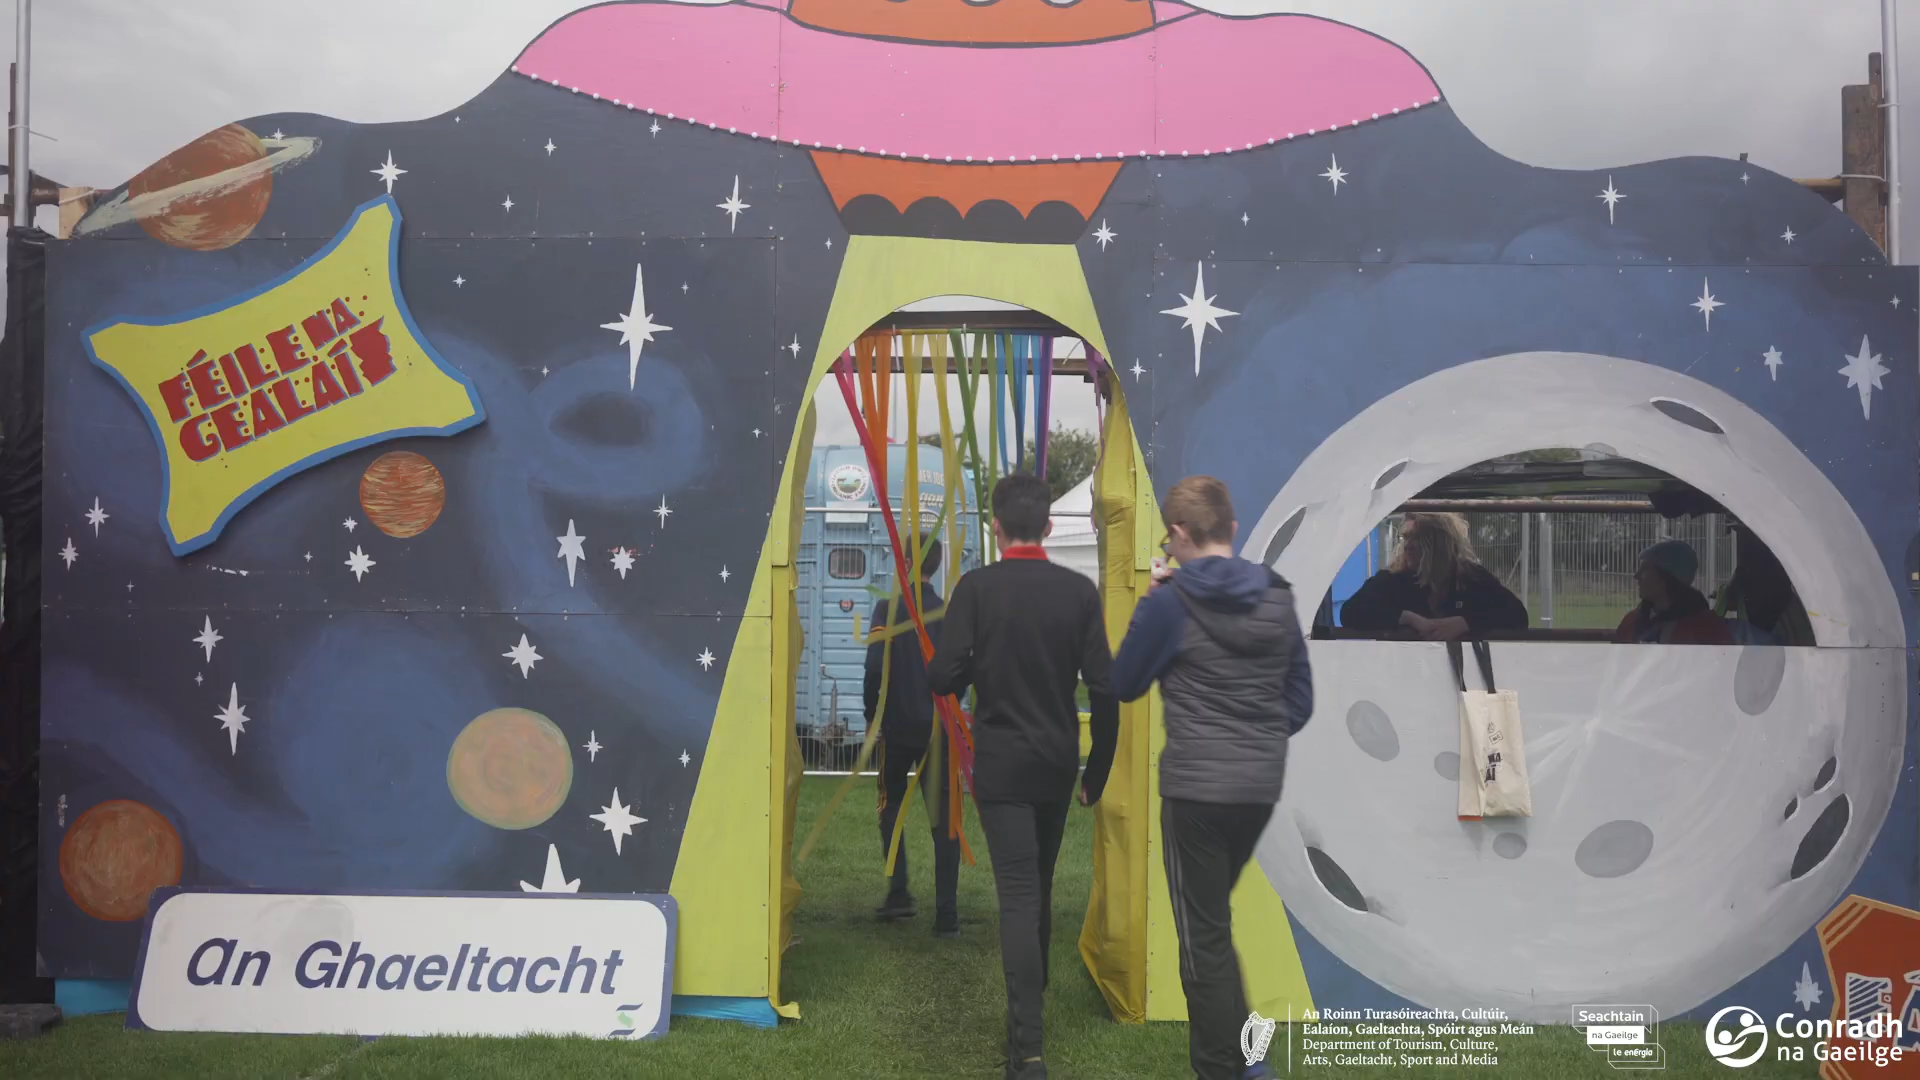 FÉILE NA
GEALAÍ
an Ghaeltacht
An Roinn Turasóireachta, Cultúir,
Ealaíon, Gaeltachta, Spóirt agus Meán
Department of Tourism, Culture,
Arts, Gaeltacht, Sport and Media
Seachtain
na Gaeilge
le enérgia
Conradh
na Gaeilge